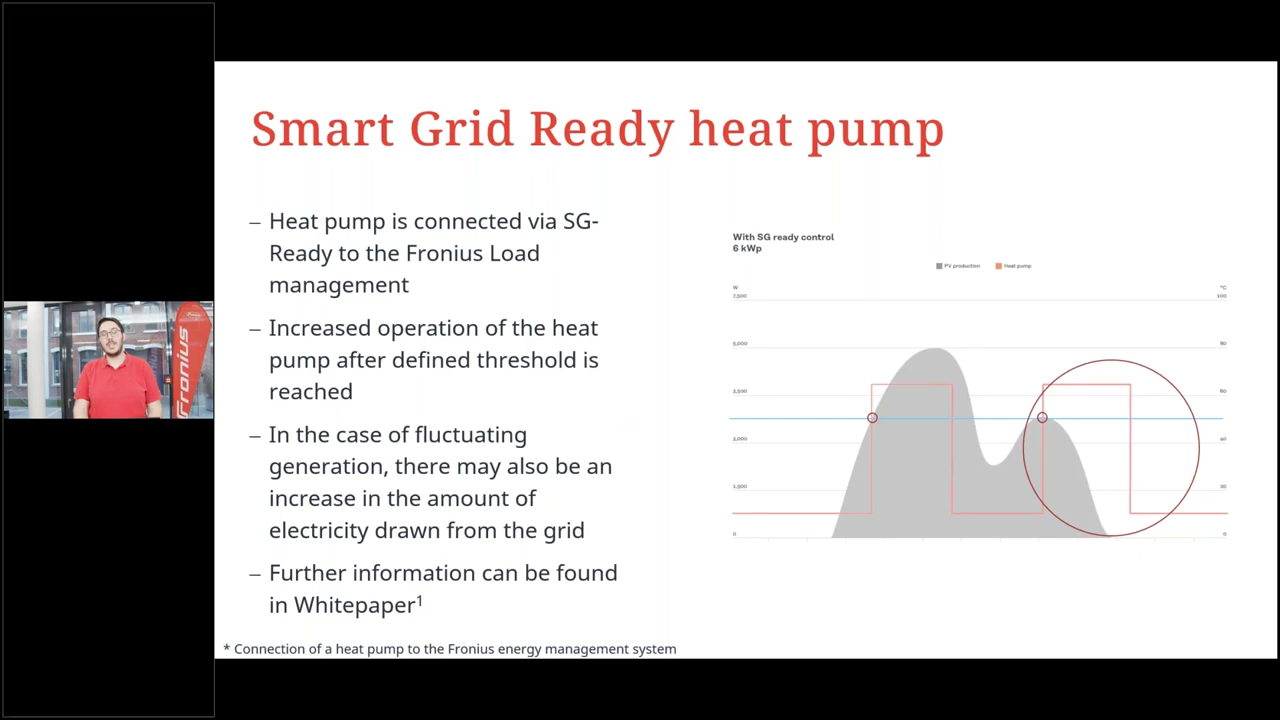 Smart Grid Ready heat pump
– Heat pump is connected via SG-
Ready to the Fronius Load
management
– Increased operation of the heat
pump after defined threshold is
reached
– In the case of fluctuating
generation, there may also be an
increase in the amount of
electricity drawn from the grid
– Further information can be found
in Whitepaper¹
* Connection of a heat pump to the Fronius energy management system
With SG ready control
6 kWp
PV production Heat pump
W °C
7,500 100
5,000 80
3,500 60
2,000 40
1,500 20
0 0
Fronius